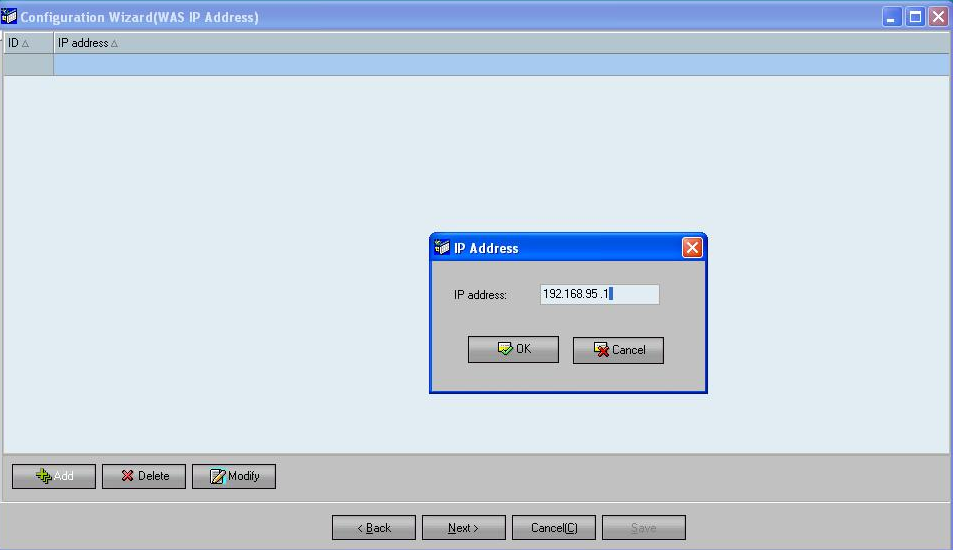 Configuration Wizard(WAS IP Address)
ID △ IP address △
IP Address
IP address: 192.168.95 .1
OK Cancel
Add Delete Modify
< Back Next > Cancel(C) Save